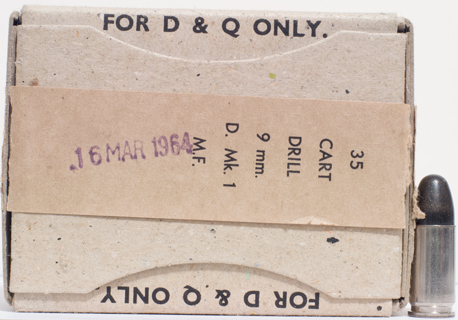 FOR D & Q ONLY.
35
CART
DRILL
9 mm.
D. Mk. 1
M.F.
16 MAR 1964
FOR D & Q ONLY